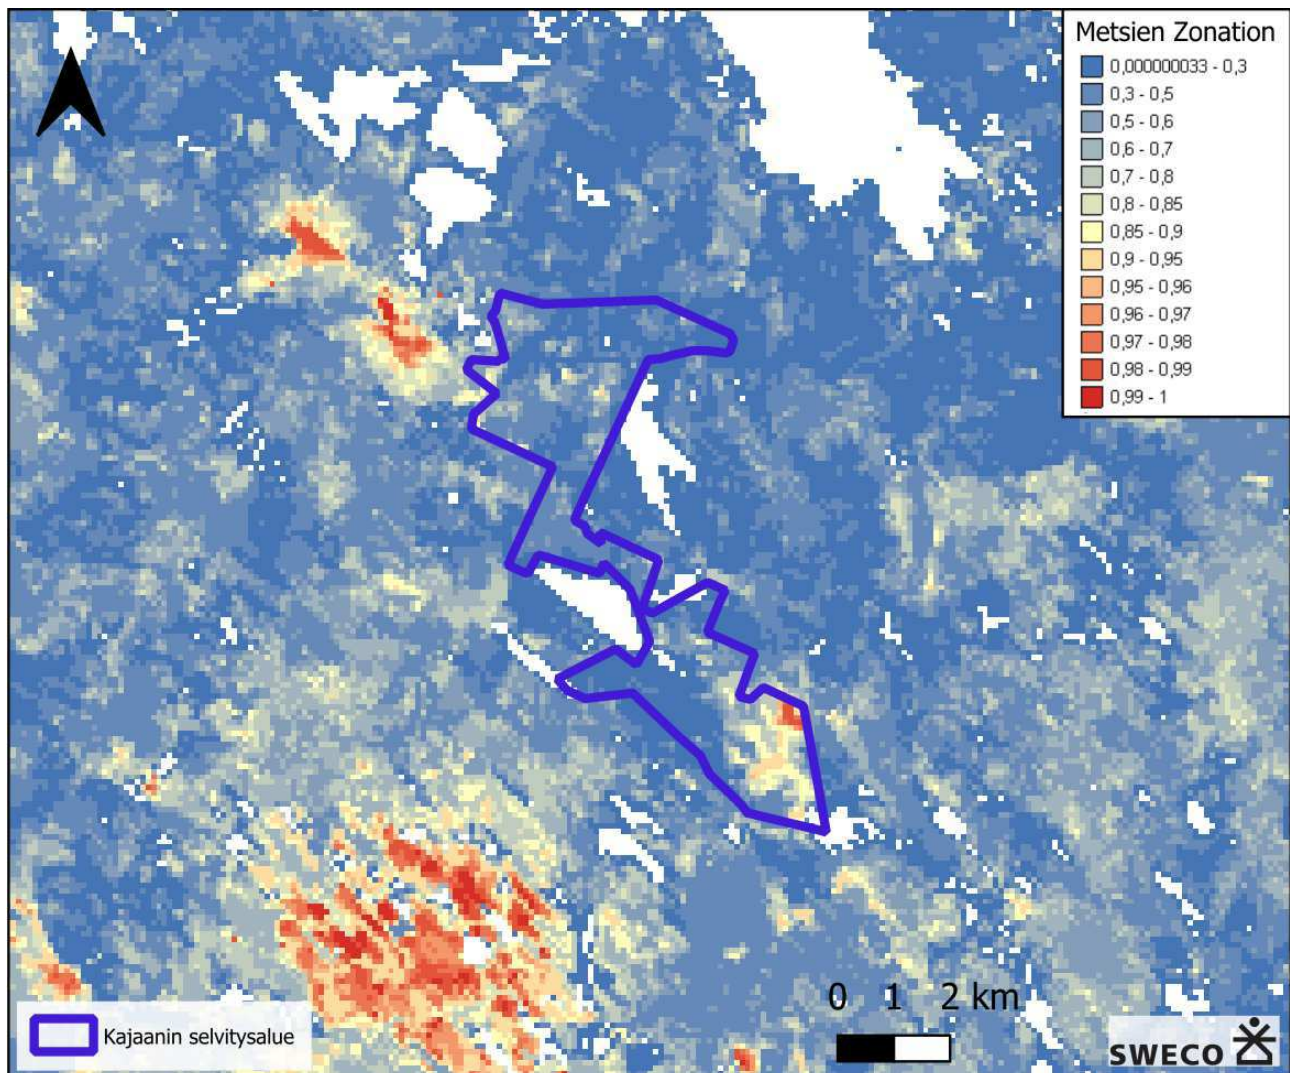 Metsien Zonation
0,000000033 - 0,3
0,3 - 0,5
0,5 - 0,6
0,6 - 0,7
0,7 - 0,8
0,8 - 0,85
0,85 - 0,9
0,9 - 0,95
0,95 - 0,96
0,96 - 0,97
0,97 - 0,98
0,98 - 0,99
0,99 - 1
0 1 2 km
Kajaanin selvitysalue
SWECO